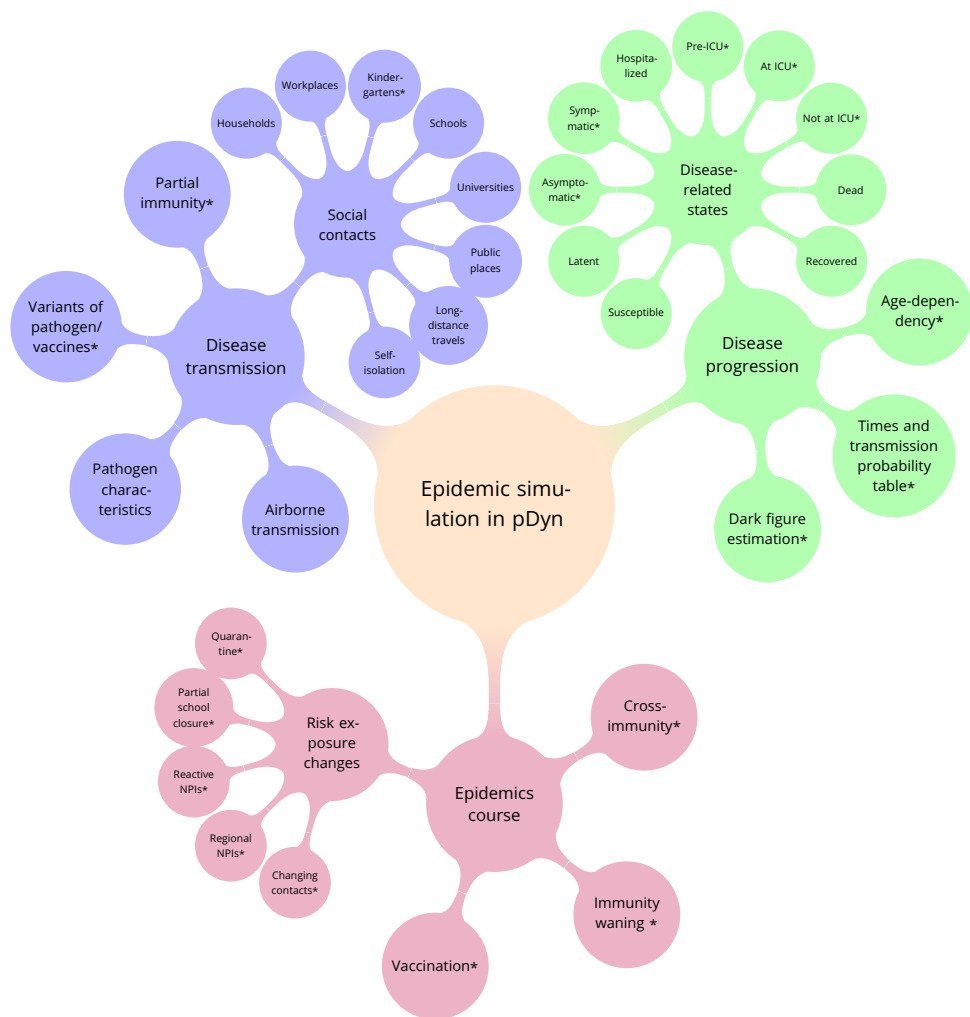 Epidemic simu-
lation in pDyn
Disease
transmission
Partial
immunity*
Variants of
pathogen/
vaccines*
Pathogen
charac-
teristics
Airborne
transmission
Social
contacts
Households
Workplaces
Kinder-
gartens*
Schools
Universities
Public
places
Long-
distance
travels
Self-
isolation
Disease
progression
Disease-
related
states
Susceptible
Latent
Asympto-
matic*
Symp-
matic*
Hospita-
lized
Pre-ICU*
At ICU*
Not at ICU*
Dead
Recovered
Age-depen-
dency*
Times and
transmission
probability
table*
Dark figure
estimation*
Epidemics
course
Risk ex-
posure
changes
Quaran-
tine*
Partial
school
closure*
Reactive
NPIs*
Regional
NPIs*
Changing
contacts*
Vaccination*
Immunity
waning *
Cross-
immunity*